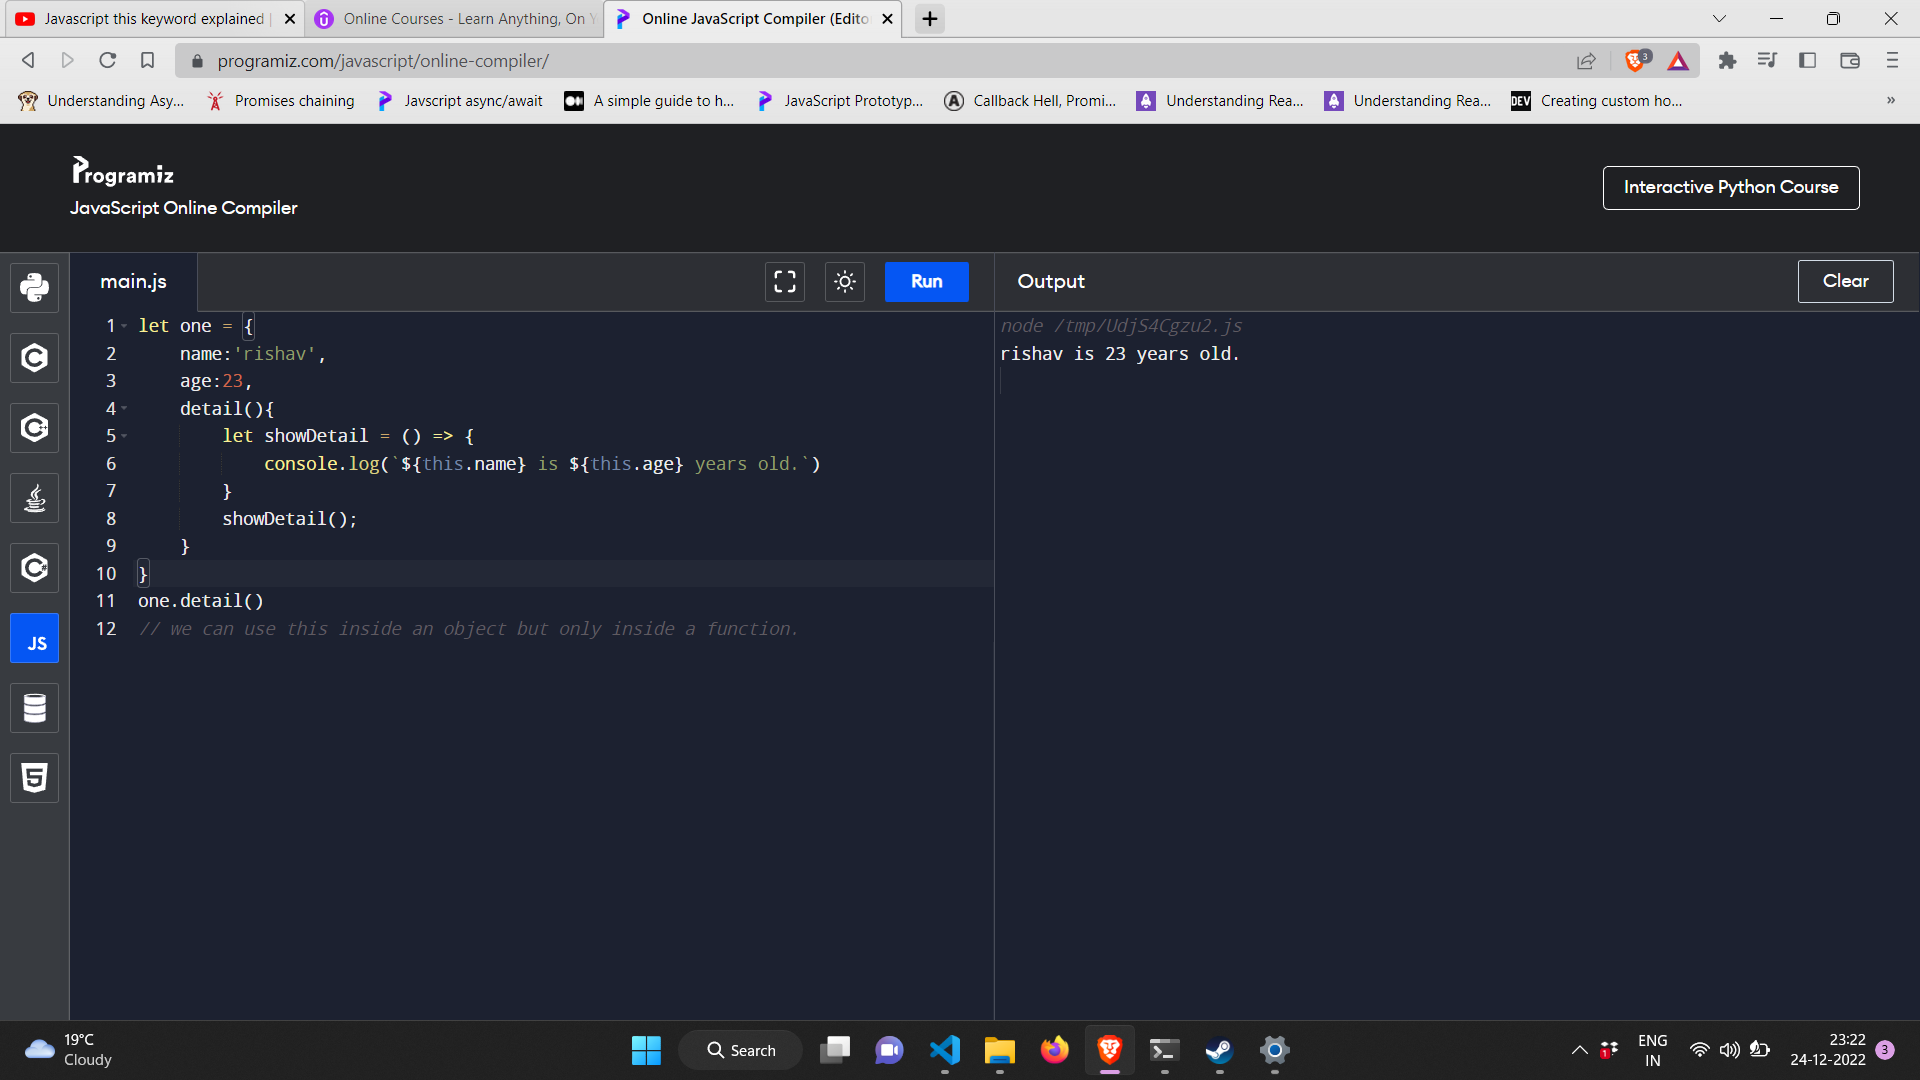 Javascript this keyword explained |
Online Courses - Learn Anything, On Y
Online JavaScript Compiler (Edito
programiz.com/javascript/online-compiler/
3
Understanding Asy...
Promises chaining
Javscript async/await
A simple guide to h...
JavaScript Prototyp...
Callback Hell, Promi...
Understanding Rea...
Understanding Rea...
DEV
Creating custom ho...
»
Programiz
JavaScript Online Compiler
Interactive Python Course
main.js
Run
Output
Clear
1 let one = {
2 name:'rishav',
3 age:23,
4 detail(){
5 let showDetail = () => {
6 console.log(`${this.name} is ${this.age} years old.`)
7 }
8 showDetail();
9 }
10 }
11 one.detail()
12 // we can use this inside an object but only inside a function.
node /tmp/UdjS4Cgzu2.js
rishav is 23 years old.
JS
19°C
Cloudy
Search
1
ENG
IN
23:22
24-12-2022
3